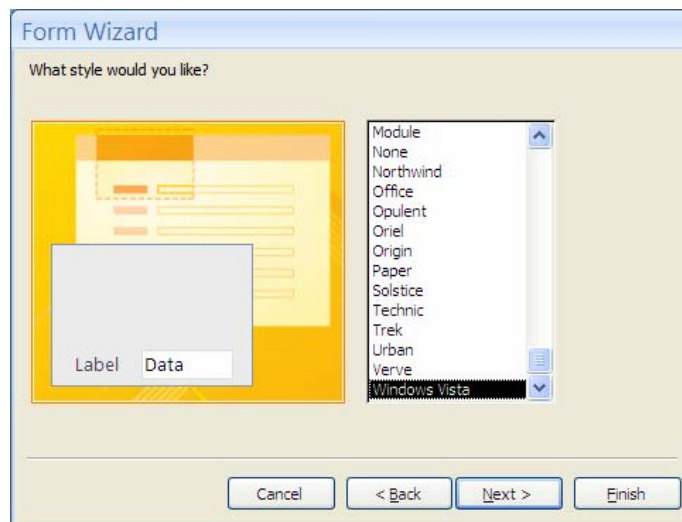 Form Wizard
What style would you like?
Label Data
Module
None
Northwind
Office
Opulent
Oriel
Origin
Paper
Solstice
Technic
Trek
Urban
Verve
Windows Vista
Cancel < Back Next > Finish